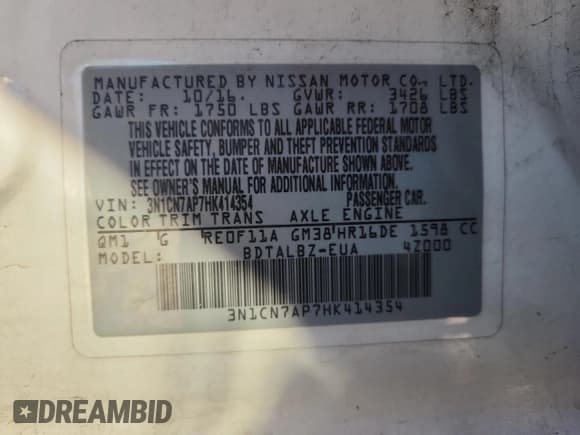 MANUFACTURED BY NISSAN MOTOR CO., LTD.
DATE: 10/16 GVWR: 3426 LBS
GAWR FR: 1750 LBS GAWR RR: 1708 LBS
THIS VEHICLE CONFORMS TO ALL APPLICABLE FEDERAL MOTOR
VEHICLE SAFETY, BUMPER AND THEFT PREVENTION STANDARDS
IN EFFECT ON THE DATE OF MANUFACTURE SHOWN ABOVE.
SEE OWNER'S MANUAL FOR ADDITIONAL INFORMATION.
VIN: 3N1CN7AP7HK414354 PASSENGER CAR.
COLOR TRIM TRANS AXLE ENGINE
QM1 G RE0F11A GM38 HR16DE 1598 CC
MODEL: BDTALBZ-EUA 4Z000
3N1CN7AP7HK414354
DREAMBID